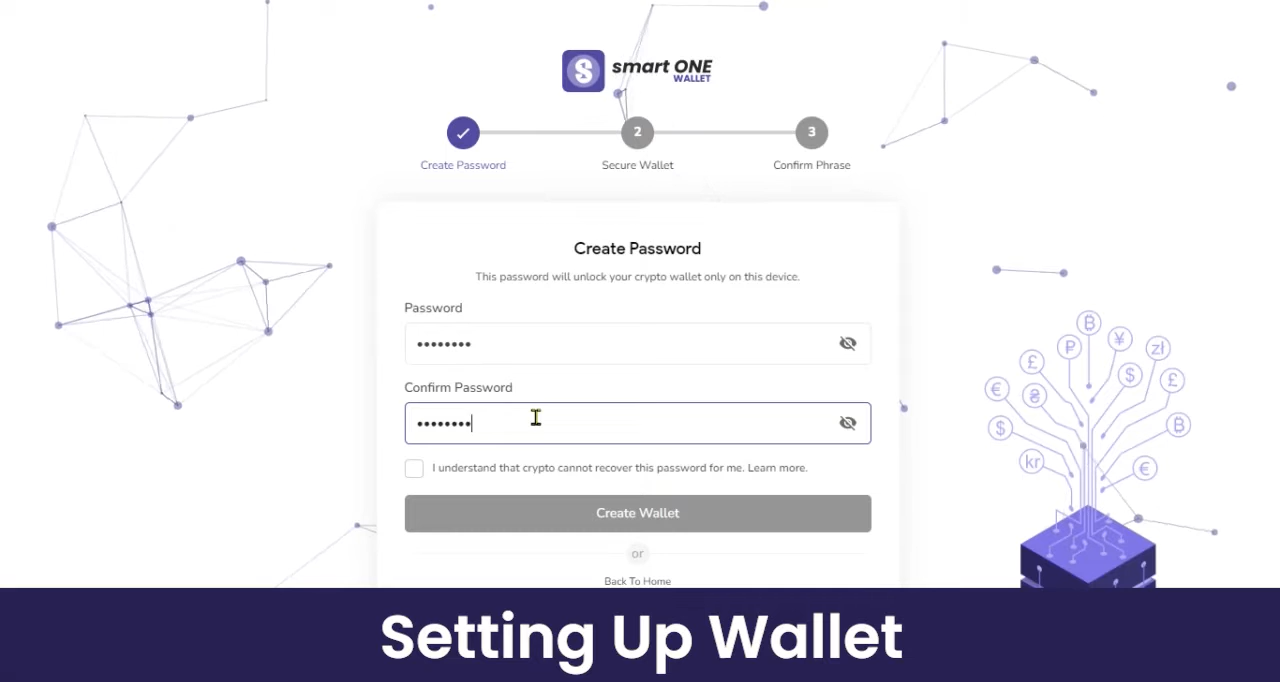 smart ONE
WALLET
2
3
Create Password
Secure Wallet
Confirm Phrase
Create Password
This password will unlock your crypto wallet only on this device.
Password
••••••••
Confirm Password
••••••••
I understand that crypto cannot recover this password for me. Learn more.
Create Wallet
or
Back To Home
Setting Up Wallet
₿
¥
₽
zł
£
$
£
€
₴
$
₿
kr
€